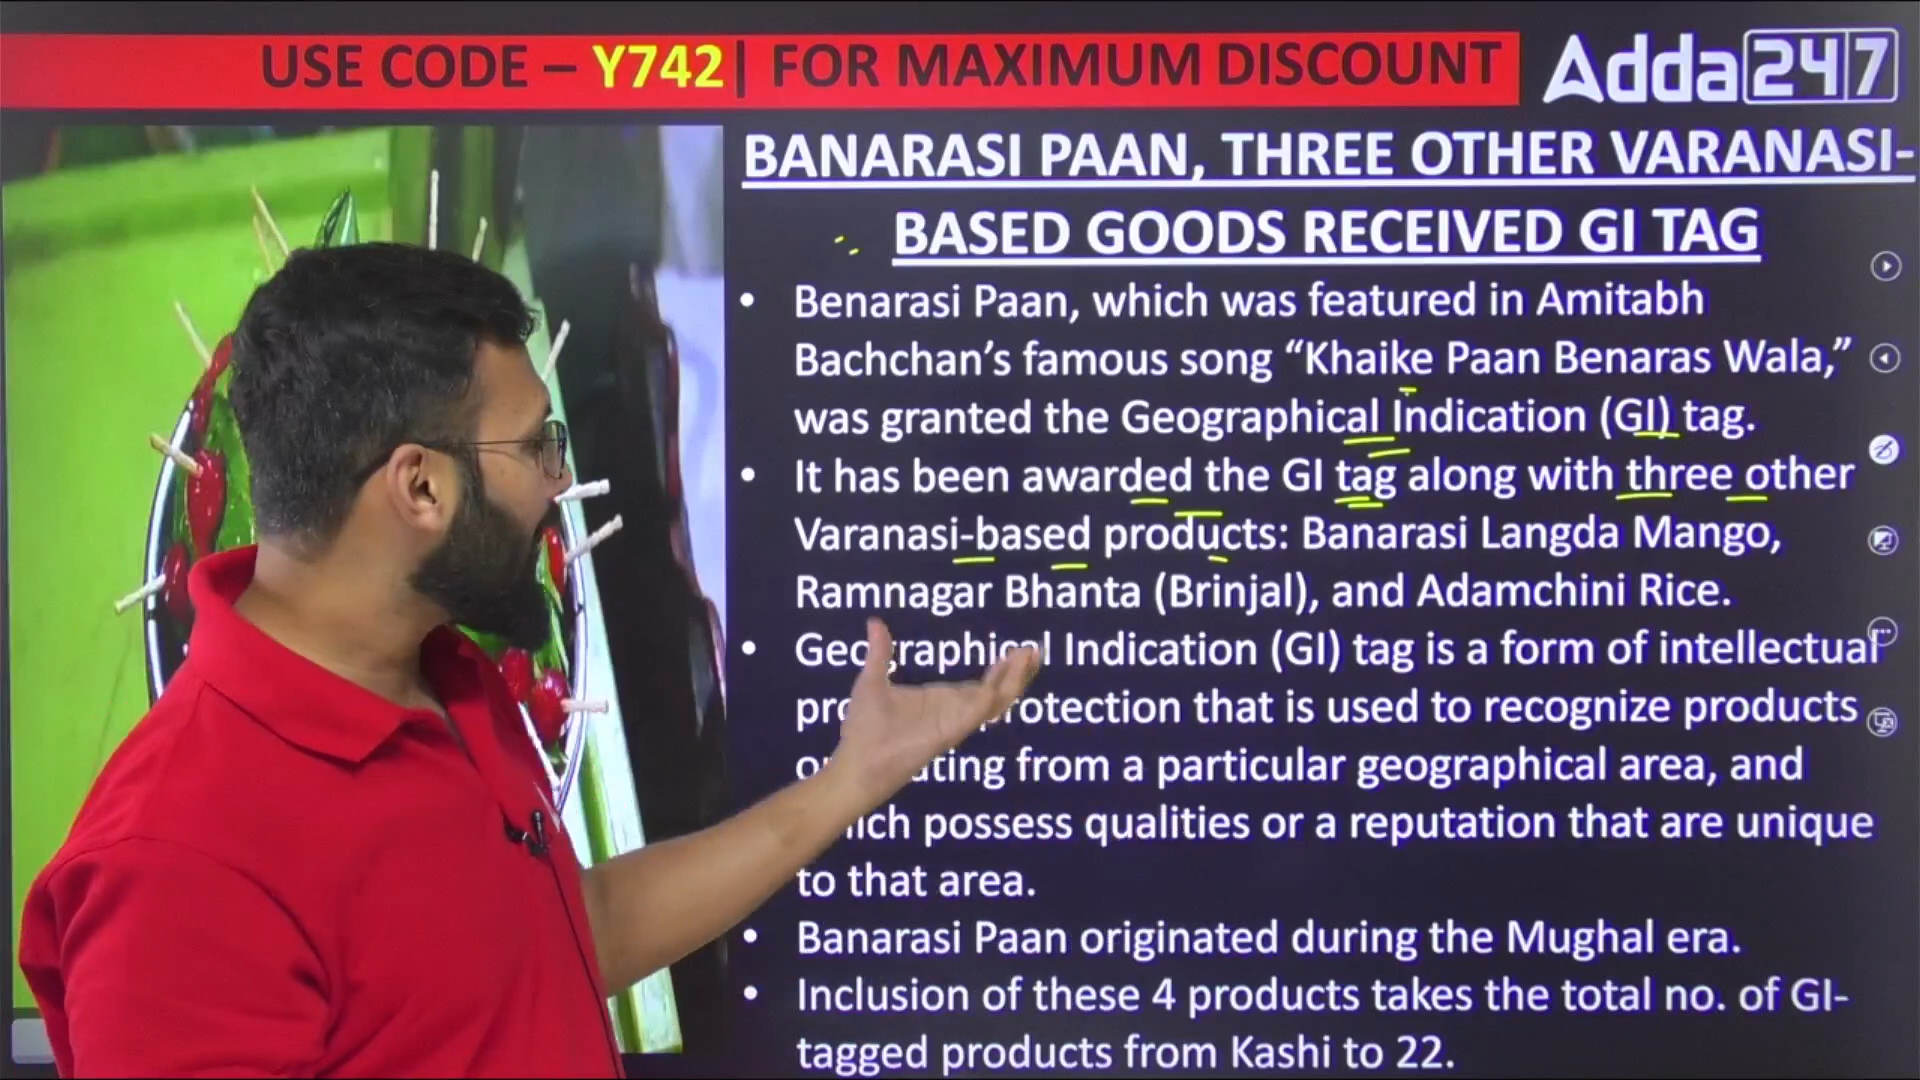 USE CODE – Y742 | FOR MAXIMUM DISCOUNT
Adda247
BANARASI PAAN, THREE OTHER VARANASI-
BASED GOODS RECEIVED GI TAG
• Benarasi Paan, which was featured in Amitabh
Bachchan’s famous song “Khaike Paan Benaras Wala,”
was granted the Geographical Indication (GI) tag.
• It has been awarded the GI tag along with three other
Varanasi-based products: Banarasi Langda Mango,
Ramnagar Bhanta (Brinjal), and Adamchini Rice.
• Geographical Indication (GI) tag is a form of intellectual
protection that is used to recognize products
from a particular geographical area, and
possess qualities or a reputation that are unique
to that area.
• Banarasi Paan originated during the Mughal era.
• Inclusion of these 4 products takes the total no. of GI-
tagged products from Kashi to 22.